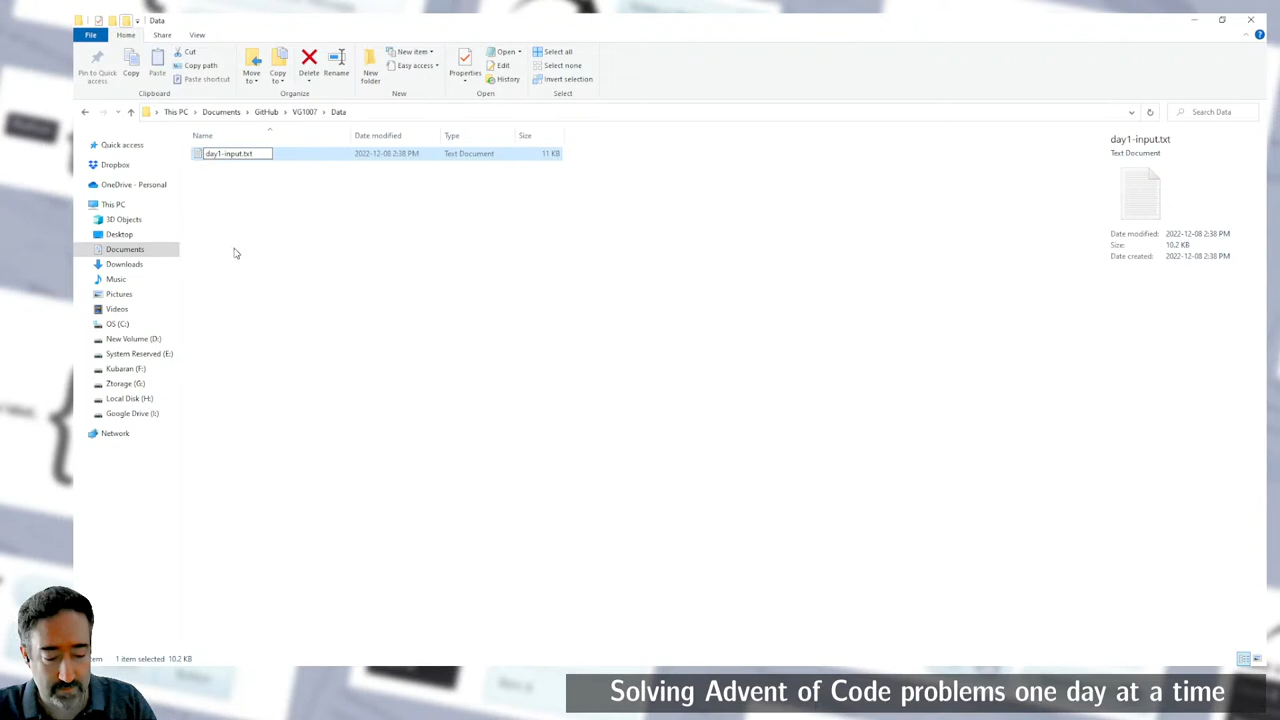 Data
File Home Share View
Pin to Quick access
Copy
Paste
Cut
Copy path
Paste shortcut
Clipboard
Move to
Copy to
Delete
Rename
Organize
New folder
New item
Easy access
New
Properties
Open
Edit
History
Open
Select all
Select none
Invert selection
Select
This PC > Documents > GitHub > VG1007 > Data
Search Data
Name Date modified Type Size
day1-input.txt 2022-12-08 2:38 PM Text Document 11 KB
Quick access
Dropbox
OneDrive - Personal
This PC
3D Objects
Desktop
Documents
Downloads
Music
Pictures
Videos
OS (C:)
New Volume (D:)
System Reserved (E:)
Kubaran (F:)
Ztorage (G:)
Local Disk (H:)
Google Drive (I:)
Network
day1-input.txt
Text Document
Date modified: 2022-12-08 2:38 PM
Size: 10.2 KB
Date created: 2022-12-08 2:38 PM
1 item selected 10.2 KB
Solving Advent of Code problems one day at a time